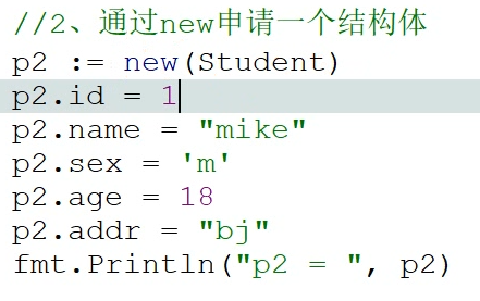 //2、通过new申请一个结构体
p2 := new(Student)
p2.id = 1
p2.name = "mike"
p2.sex = 'm'
p2.age = 18
p2.addr = "bj"
fmt.Println("p2 = ", p2)